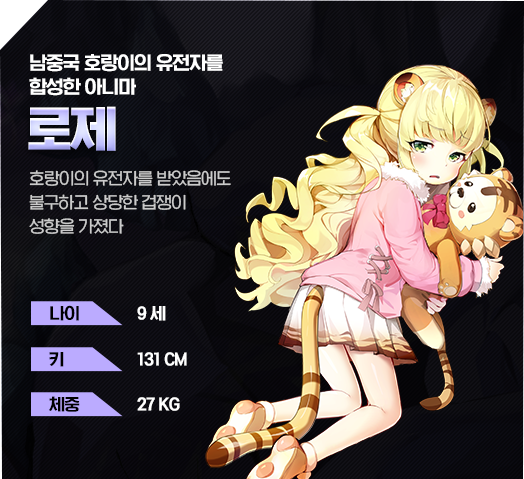 남중국 호랑이의 유전자를
합성한 아니마
로제
호랑이의 유전자를 받았음에도
불구하고 상당한 겁쟁이
성향을 가졌다
나이 9 세
키 131 CM
체중 27 KG